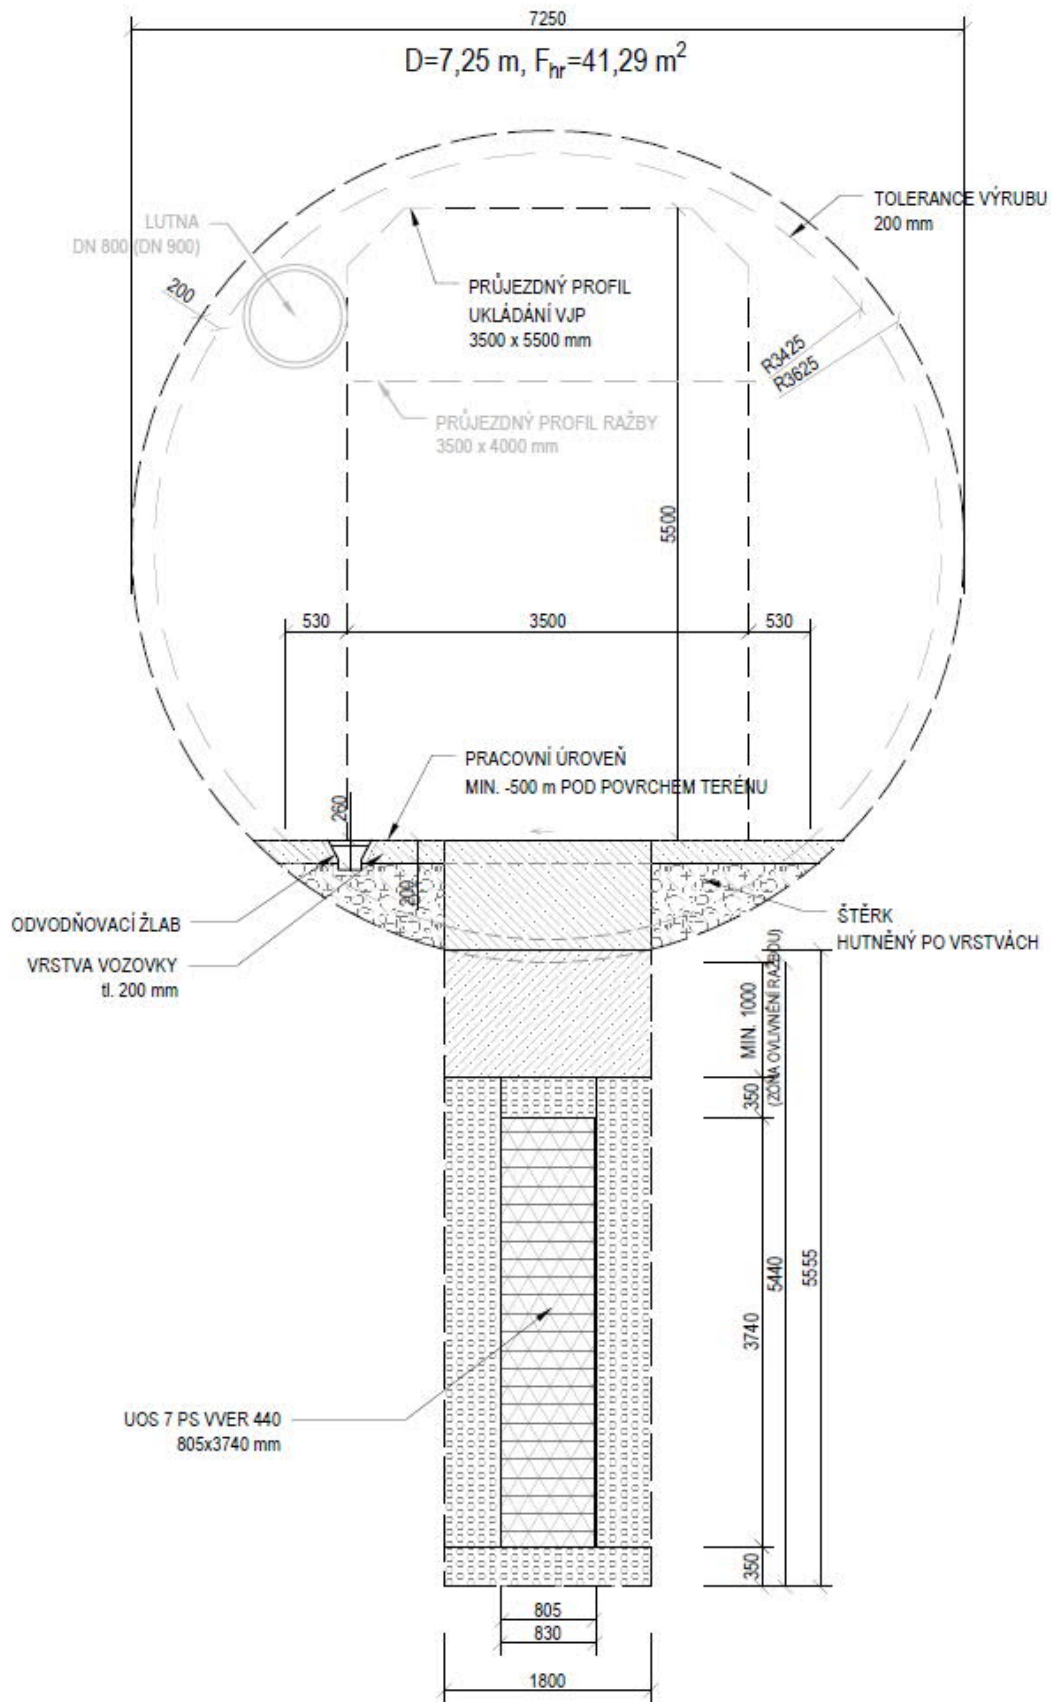 7250
D=7,25 m, Fhr=41,29 m²
TOLERANCE VÝRUBU
200 mm
LUTNA
DN 800 (DN 900)
200
PRŮJEZDNÝ PROFIL
UKLÁDÁNÍ VJP
3500 x 5500 mm
R3425
R3625
PRŮJEZDNÝ PROFIL RAŽBY
3500 x 4000 mm
5500
530
3500
530
PRACOVNÍ ÚROVEŇ
MIN. -500 m POD POVRCHEM TERÉNU
260
200
ODVODŇOVACÍ ŽLAB
VRSTVA VOZOVKY
tl. 200 mm
ŠTĚRK
HUTNĚNÝ PO VRSTVÁCH
MIN. 1000
(ZÓNA OVLIVNĚNÍ RAŽBOU)
350
3740
5440
5555
350
UOS 7 PS VVER 440
805x3740 mm
805
830
1800